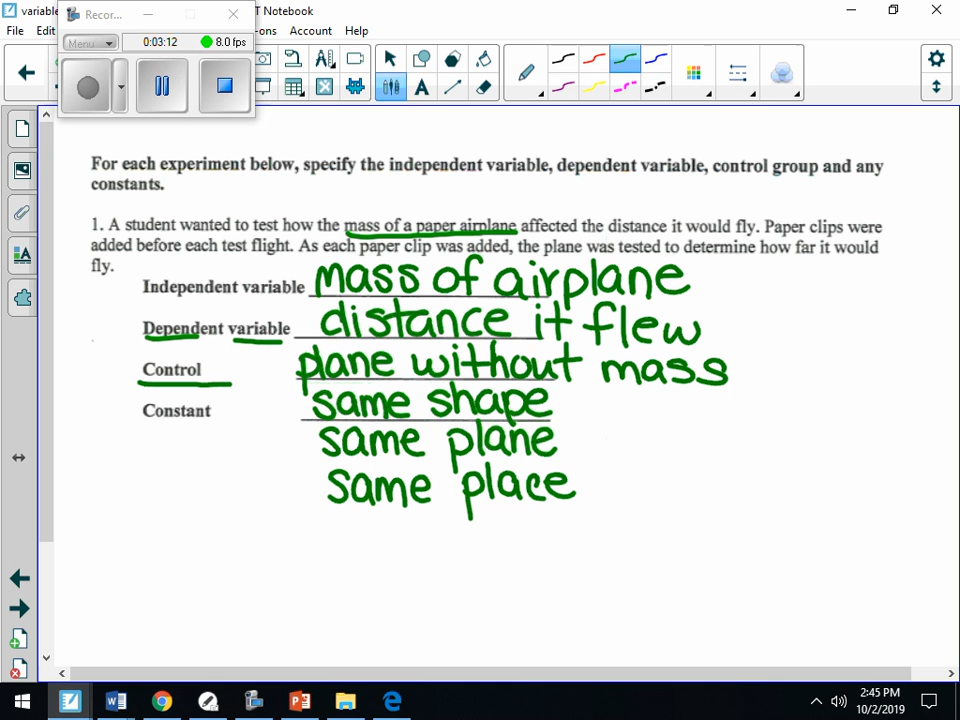 variable
Recor...
T Notebook
File
Edit
-ons
Account
Help
Menu
0:03:12
8.0 fps
For each experiment below, specify the independent variable, dependent variable, control group and any
constants.
1. A student wanted to test how the mass of a paper airplane affected the distance it would fly. Paper clips were
added before each test flight. As each paper clip was added, the plane was tested to determine how far it would
fly.
Independent variable mass of airplane
Dependent variable distance it flew
Control plane without mass
Constant same shape
same plane
same place
2:45 PM
10/2/2019